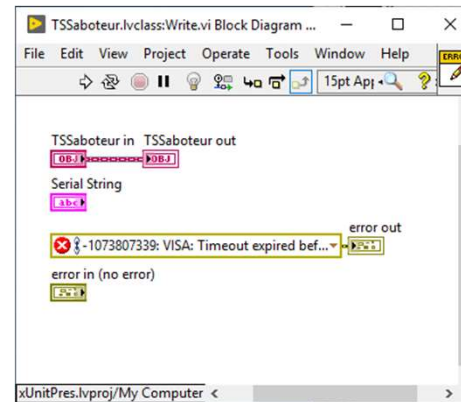 TSSaboteur.lvclass:Write.vi Block Diagram ...
File Edit View Project Operate Tools Window Help
15pt App
?
TSSaboteur in TSSaboteur out
OBJ OBJ
Serial String
abc
error out
-1073807339: VISA: Timeout expired bef...
error in (no error)
xUnitPres.lvproj/My Computer